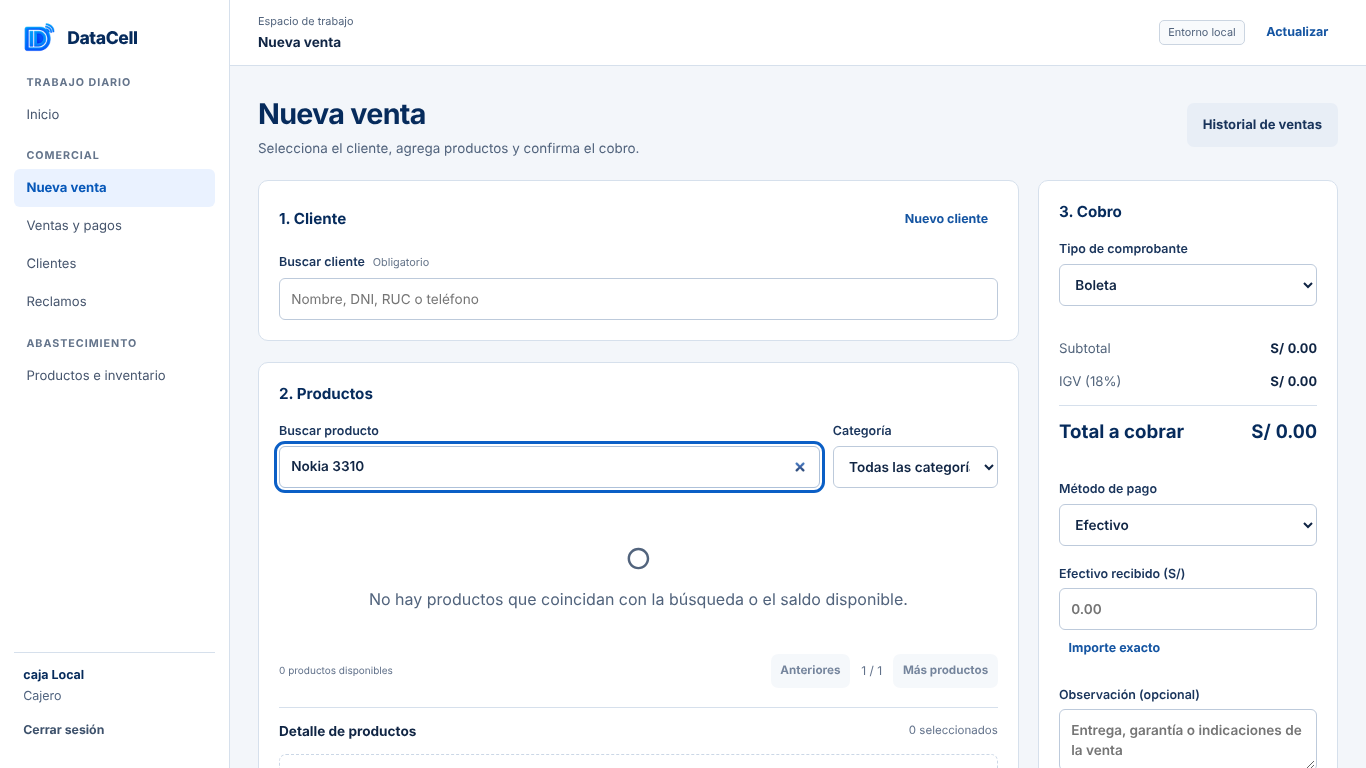 DataCell
TRABAJO DIARIO
Inicio
COMERCIAL
Nueva venta
Ventas y pagos
Clientes
Reclamos
ABASTECIMIENTO
Productos e inventario
caja Local
Cajero
Cerrar sesión
Espacio de trabajo
Nueva venta
Entorno local
Actualizar
Nueva venta
Selecciona el cliente, agrega productos y confirma el cobro.
Historial de ventas
1. Cliente
Nuevo cliente
Buscar cliente Obligatorio
Nombre, DNI, RUC o teléfono
2. Productos
Buscar producto
Categoría
Nokia 3310
Todas las categorí
No hay productos que coincidan con la búsqueda o el saldo disponible.
0 productos disponibles
Anteriores
1 / 1
Más productos
Detalle de productos
0 seleccionados
3. Cobro
Tipo de comprobante
Boleta
Subtotal S/ 0.00
IGV (18%) S/ 0.00
Total a cobrar S/ 0.00
Método de pago
Efectivo
Efectivo recibido (S/)
0.00
Importe exacto
Observación (opcional)
Entrega, garantía o indicaciones de
la venta